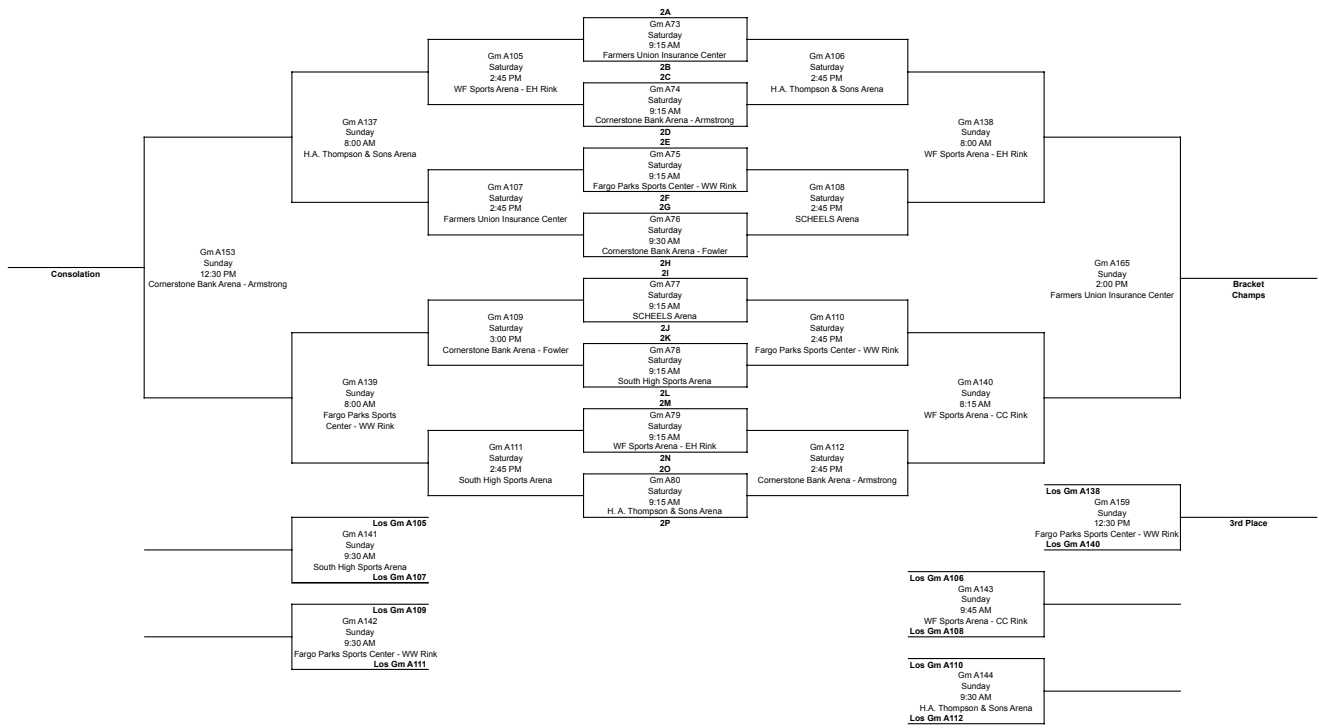 2A
Gm A73
Saturday
9:15 AM
Farmers Union Insurance Center
2B
2C
Gm A74
Saturday
9:15 AM
Cornerstone Bank Arena - Armstrong
2D
2E
Gm A75
Saturday
9:15 AM
Fargo Parks Sports Center - WW Rink
2F
2G
Gm A76
Saturday
9:30 AM
Cornerstone Bank Arena - Fowler
2H
2I
Gm A77
Saturday
9:15 AM
SCHEELS Arena
2J
2K
Gm A78
Saturday
9:15 AM
South High Sports Arena
2L
2M
Gm A79
Saturday
9:15 AM
WF Sports Arena - EH Rink
2N
2O
Gm A80
Saturday
9:15 AM
H. A. Thompson & Sons Arena
2P
Gm A105
Saturday
2:45 PM
WF Sports Arena - EH Rink
Gm A107
Saturday
2:45 PM
Farmers Union Insurance Center
Gm A109
Saturday
3:00 PM
Cornerstone Bank Arena - Fowler
Gm A111
Saturday
2:45 PM
South High Sports Arena
Gm A137
Sunday
8:00 AM
H.A. Thompson & Sons Arena
Gm A139
Sunday
8:00 AM
Fargo Parks Sports
Center - WW Rink
Gm A153
Sunday
12:30 PM
Cornerstone Bank Arena - Armstrong
Consolation
Los Gm A105
Gm A141
Sunday
9:30 AM
South High Sports Arena
Los Gm A107
Los Gm A109
Gm A142
Sunday
9:30 AM
Fargo Parks Sports Center - WW Rink
Los Gm A111
Gm A106
Saturday
2:45 PM
H.A. Thompson & Sons Arena
Gm A108
Saturday
2:45 PM
SCHEELS Arena
Gm A110
Saturday
2:45 PM
Fargo Parks Sports Center - WW Rink
Gm A112
Saturday
2:45 PM
Cornerstone Bank Arena - Armstrong
Gm A138
Sunday
8:00 AM
WF Sports Arena - EH Rink
Gm A140
Sunday
8:15 AM
WF Sports Arena - CC Rink
Gm A165
Sunday
2:00 PM
Farmers Union Insurance Center
Bracket
Champs
Los Gm A138
Gm A159
Sunday
12:30 PM
Fargo Parks Sports Center - WW Rink
Los Gm A140
3rd Place
Los Gm A106
Gm A143
Sunday
9:45 AM
WF Sports Arena - CC Rink
Los Gm A108
Los Gm A110
Gm A144
Sunday
9:30 AM
H.A. Thompson & Sons Arena
Los Gm A112